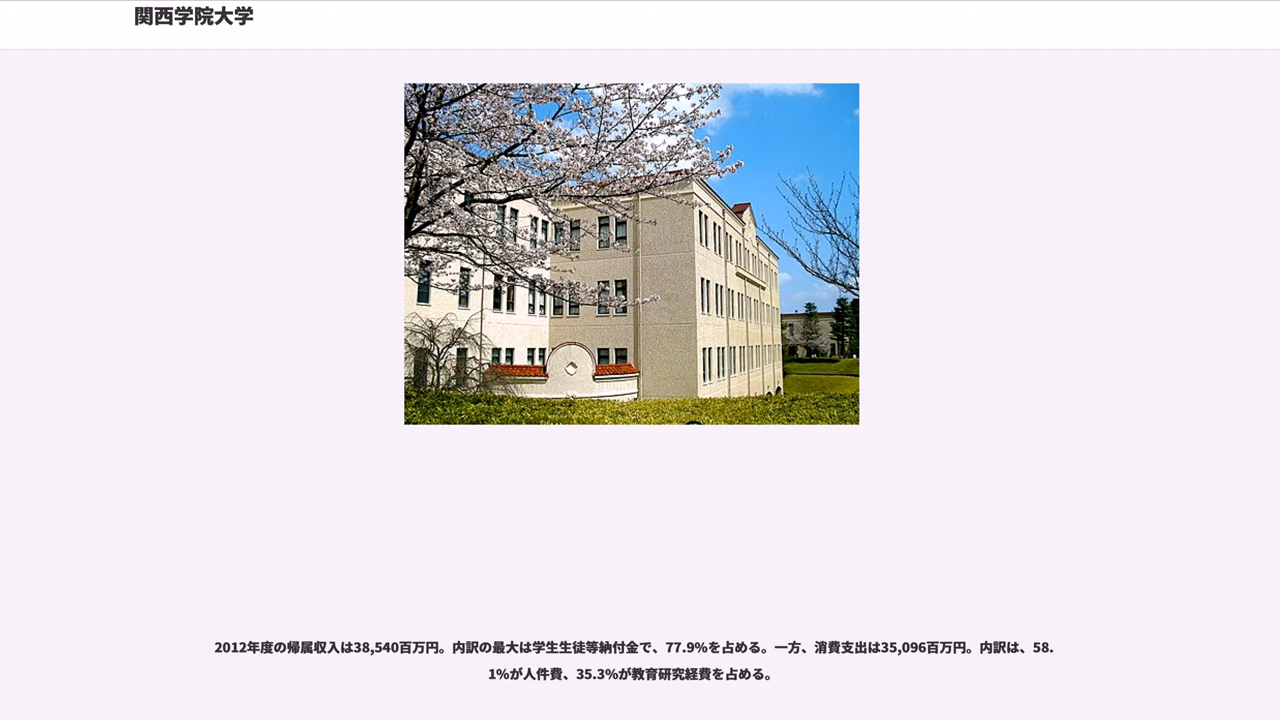 関西学院大学
2012年度の帰属収入は38,540百万円。内訳の最大は学生生徒等納付金で、77.9%を占める。一方、消費支出は35,096百万円。内訳は、58.
1%が人件費、35.3%が教育研究経費を占める。